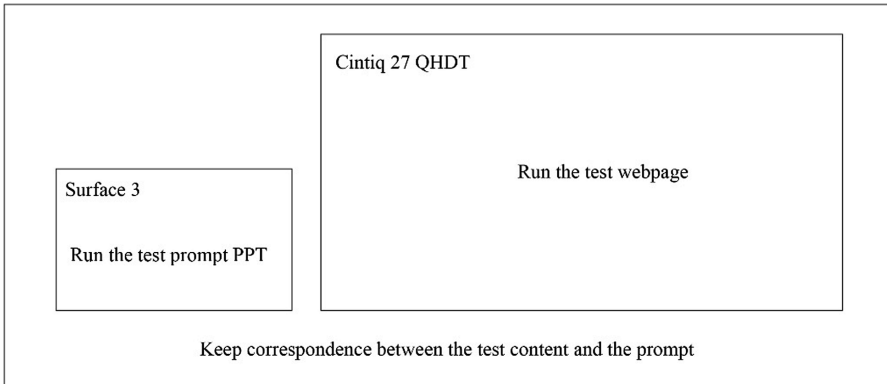 Cintiq 27 QHDT
Run the test webpage
Surface 3
Run the test prompt PPT
Keep correspondence between the test content and the prompt